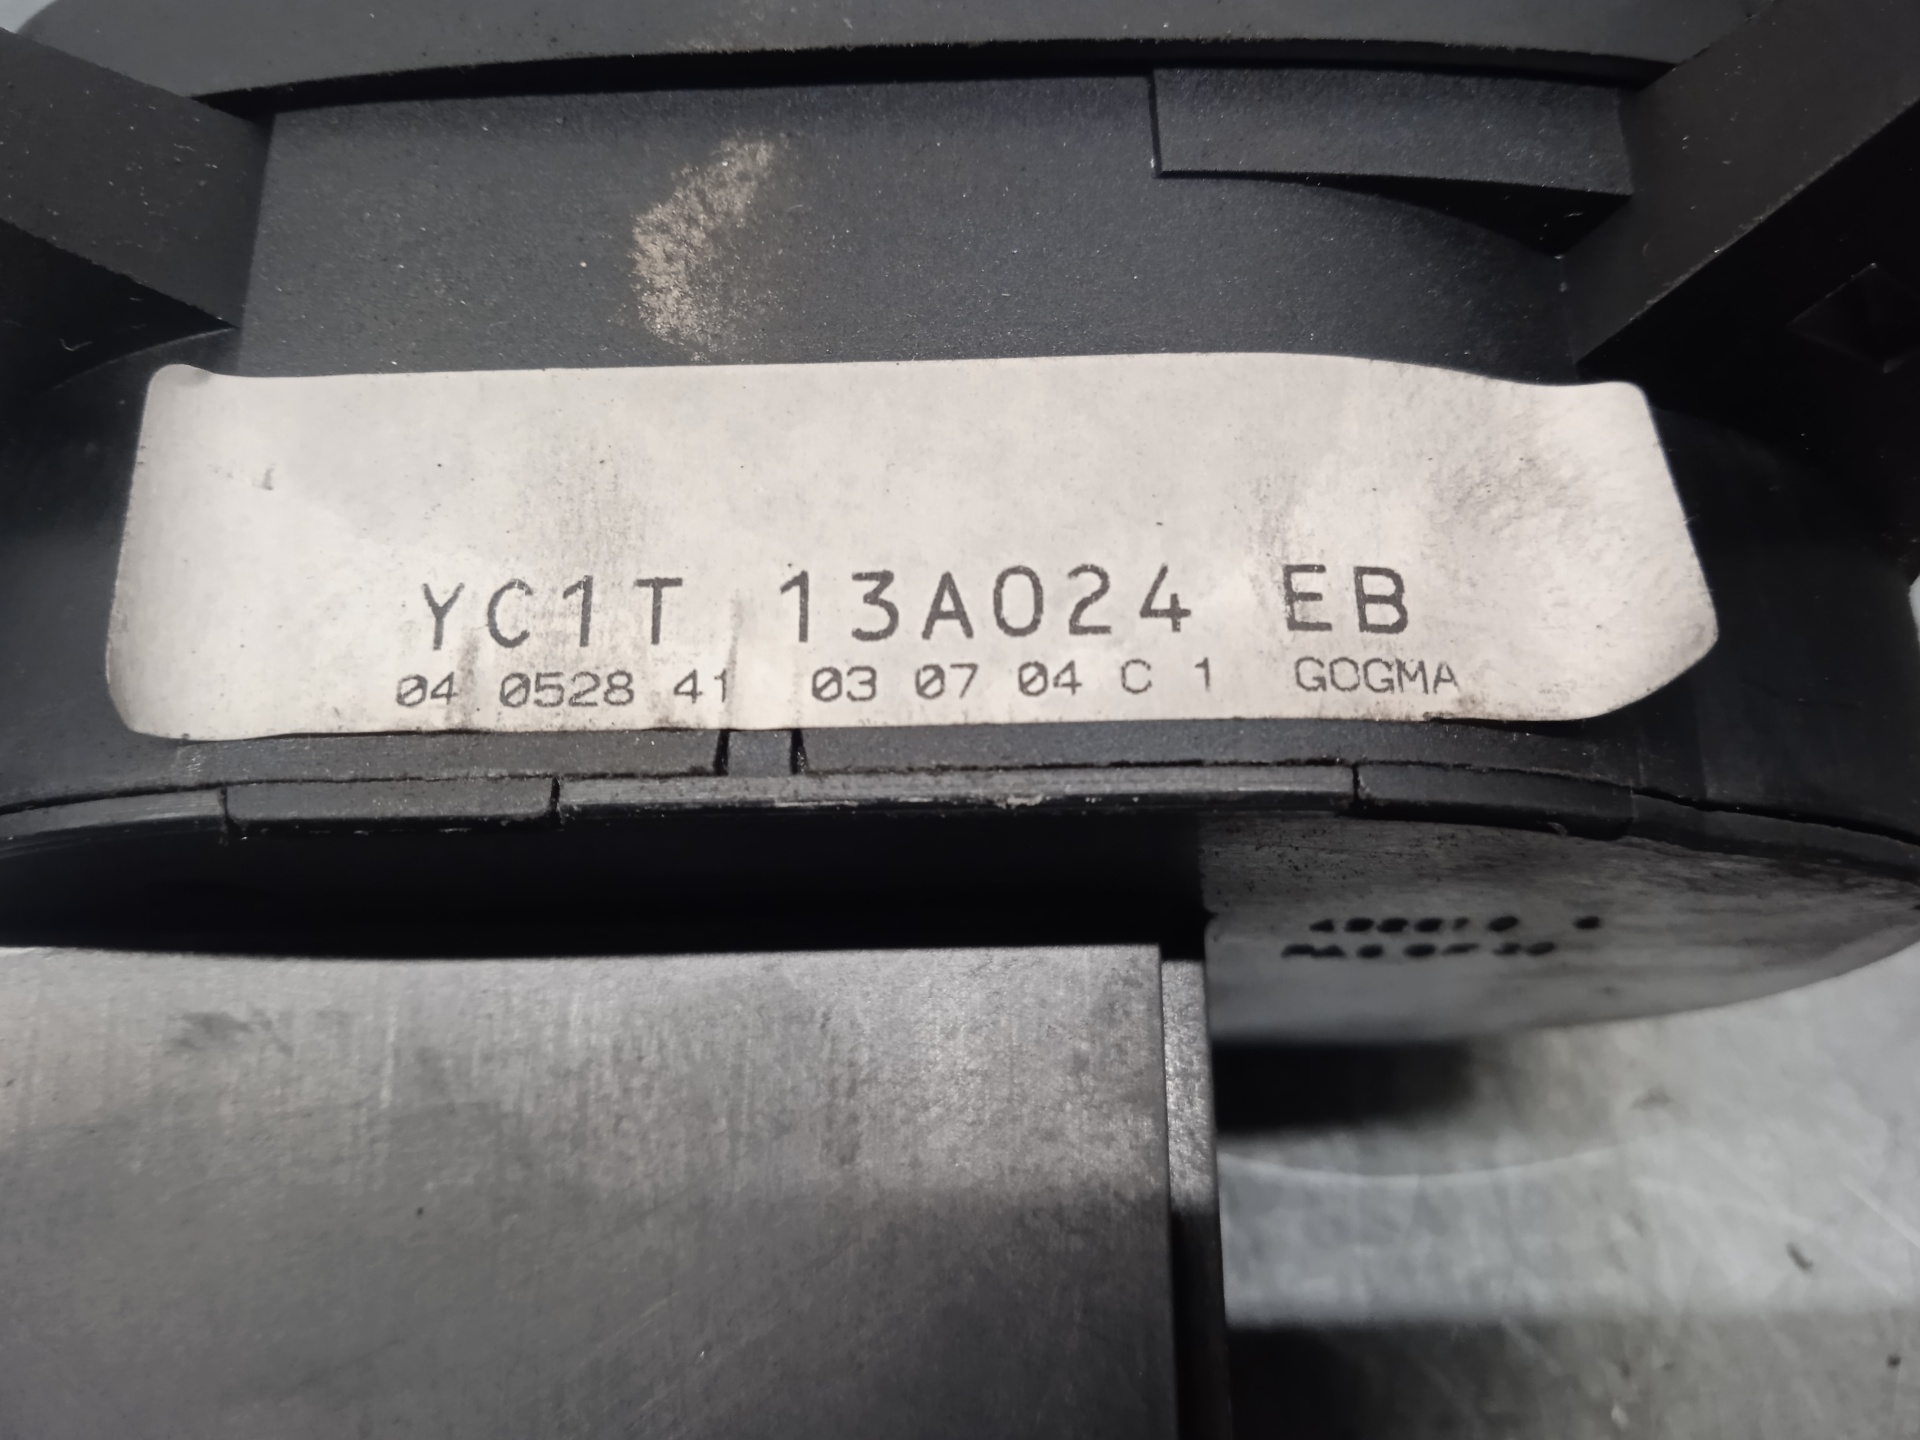 YC1T 13A024 EB
04 0528 41 03 07 04 C 1 GOGMA